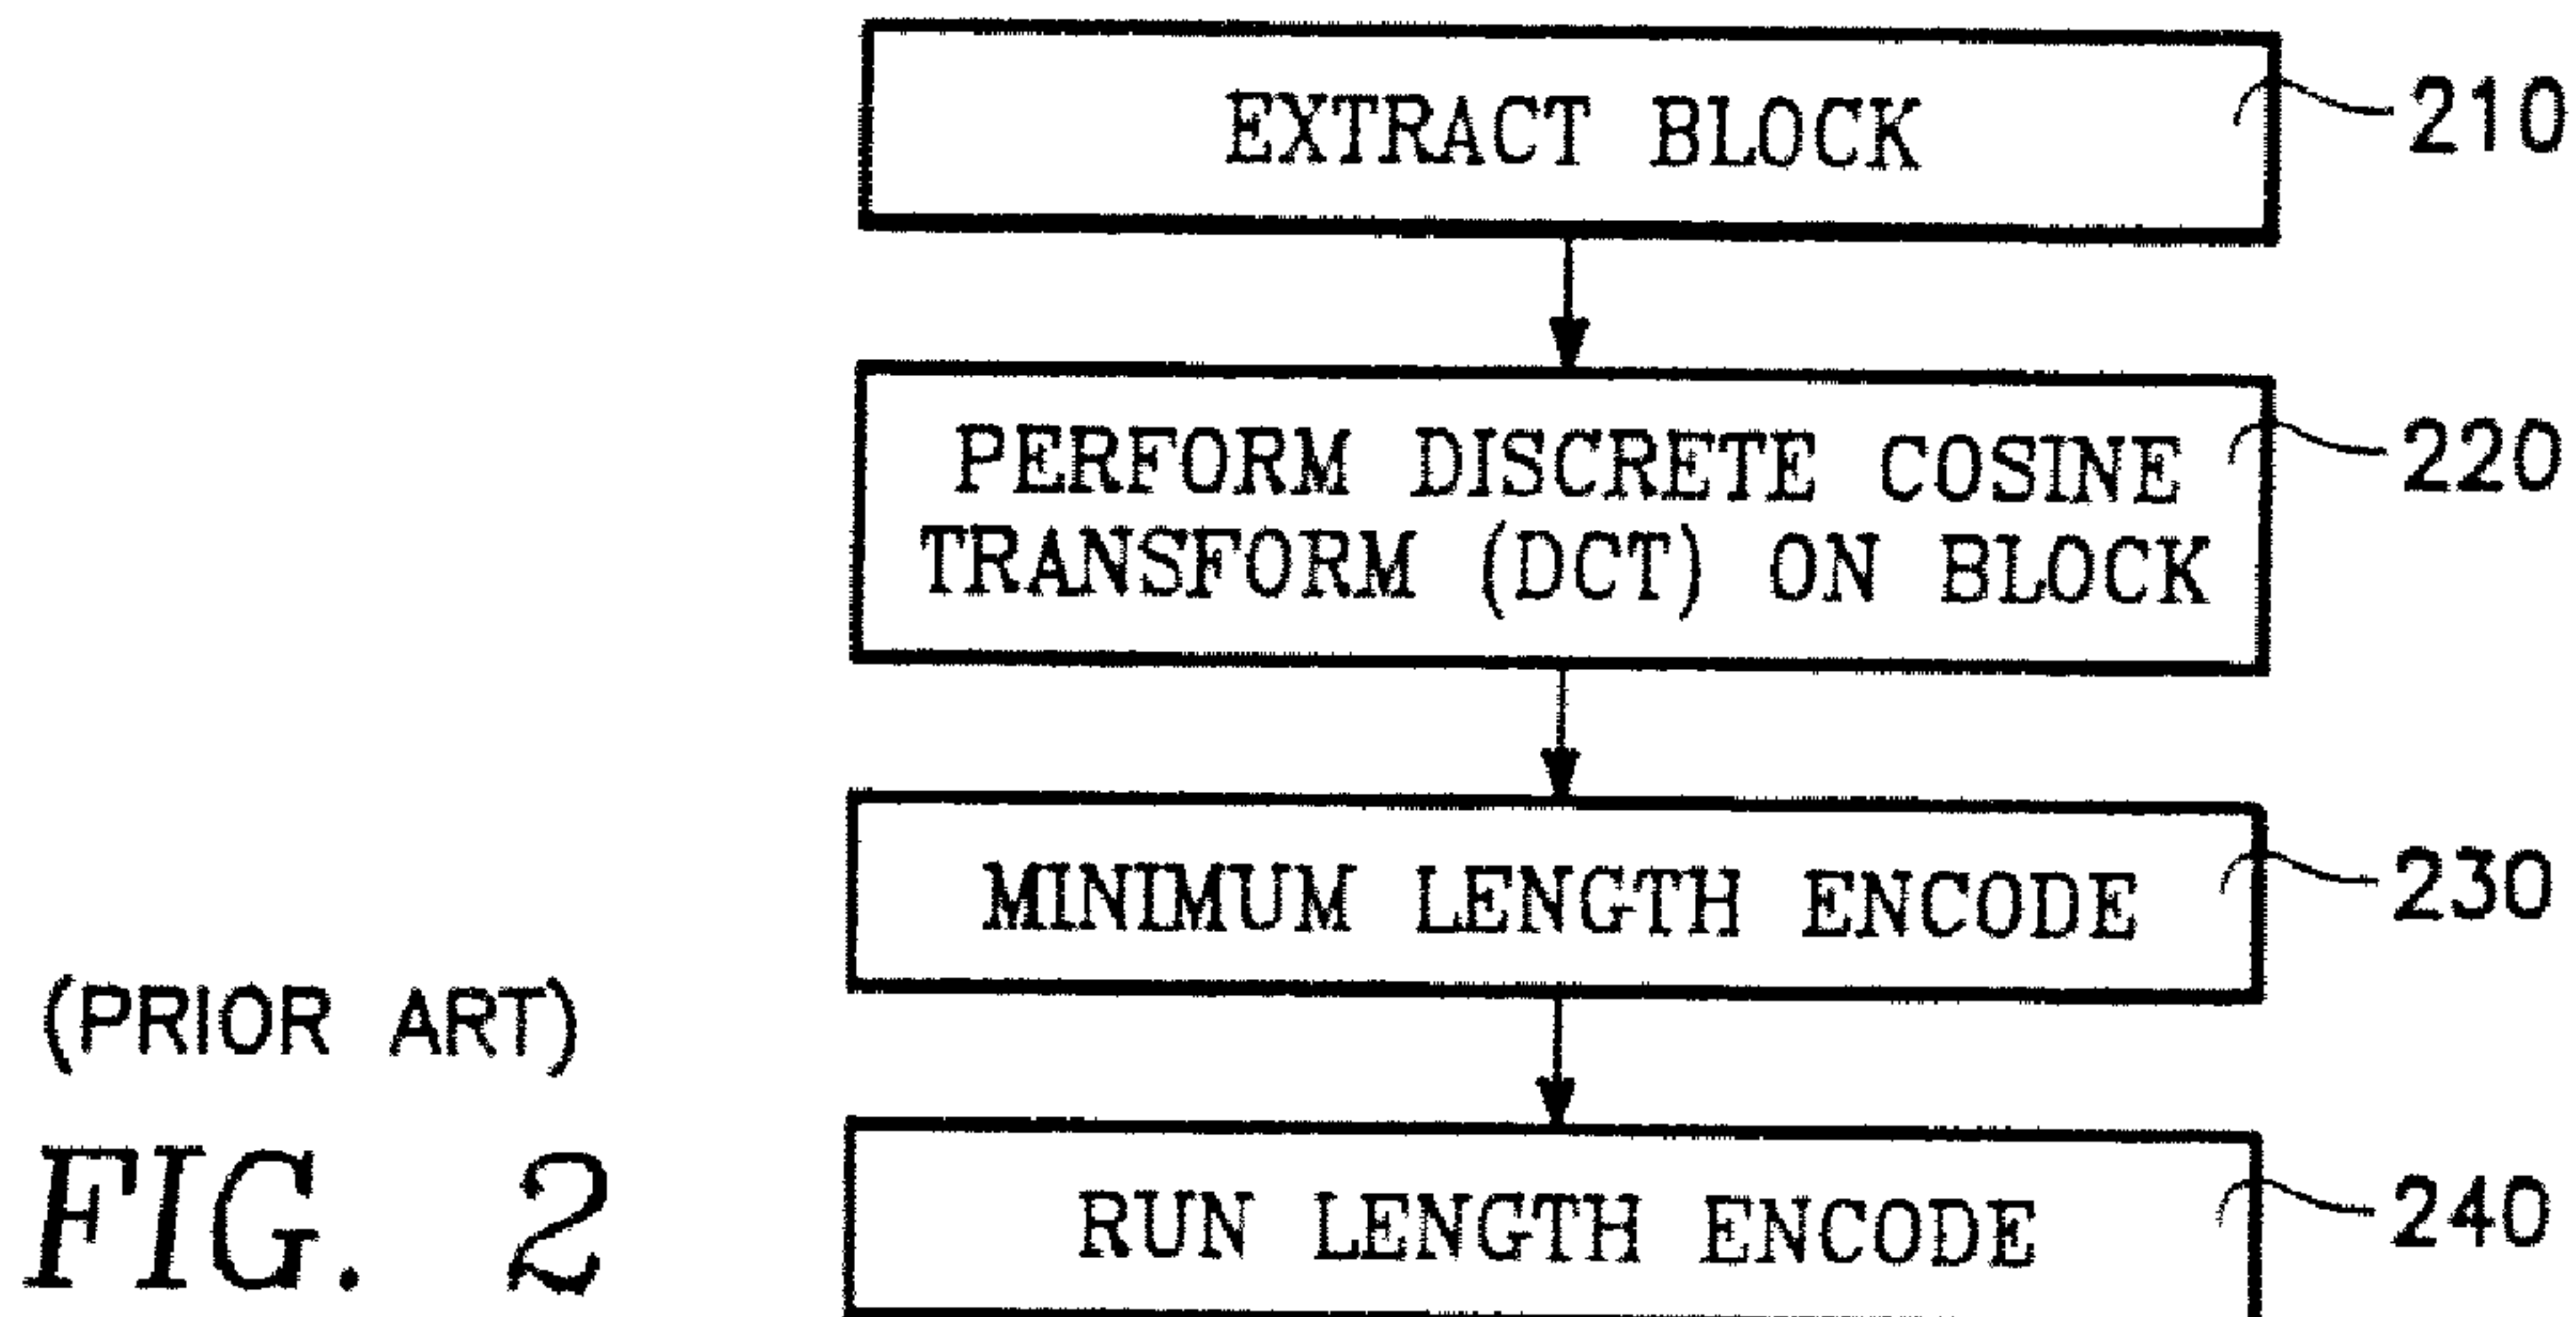 EXTRACT BLOCK
210
PERFORM DISCRETE COSINE
TRANSFORM (DCT) ON BLOCK
220
MINIMUM LENGTH ENCODE
230
RUN LENGTH ENCODE
240
(PRIOR ART)
FIG. 2